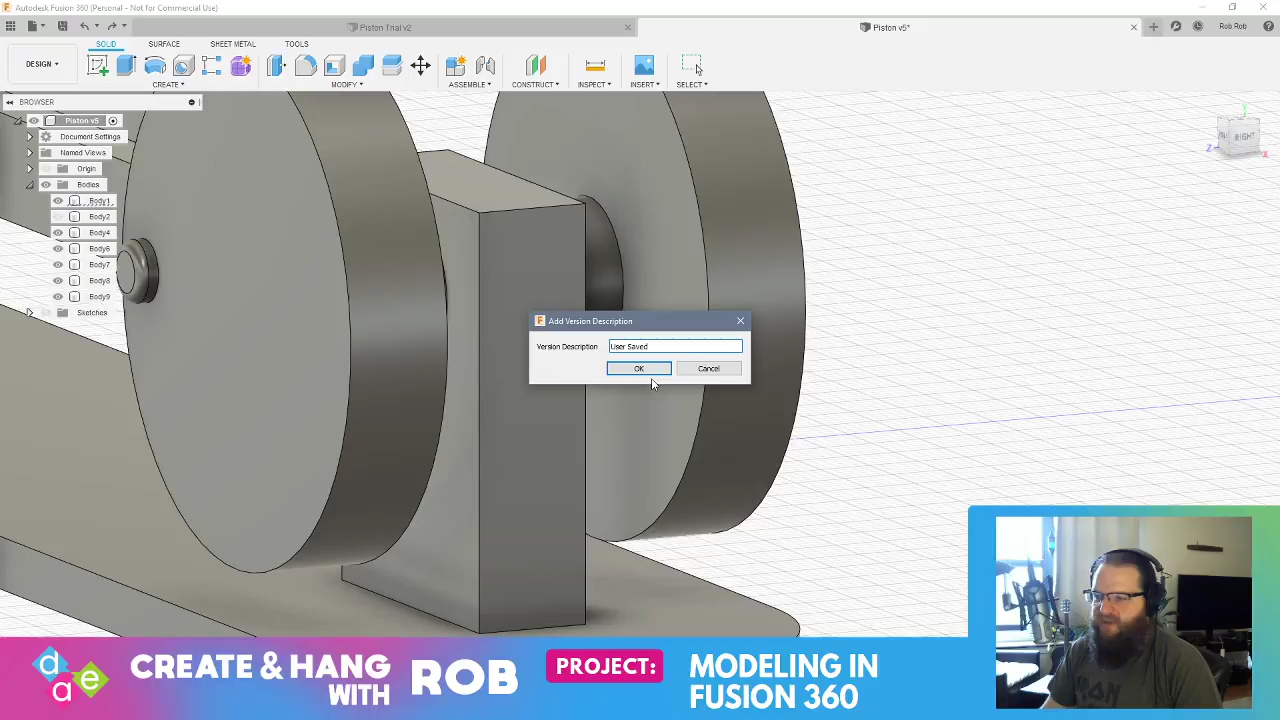 Autodesk Fusion 360 (Personal - Not for Commercial Use)
Piston Trial v2
Piston v5*
Rob.Rob
DESIGN
SOLID
SURFACE
SHEET METAL
TOOLS
CREATE
MODIFY
ASSEMBLE
CONSTRUCT
INSPECT
INSERT
SELECT
BROWSER
Piston v5
Document Settings
Named Views
Origin
Bodies
Body1
Body2
Body4
Body6
Body7
Body8
Body9
Sketches
Y
RIGHT
Z
X
Add Version Description
Version Description
User Saved
OK
Cancel
dae
CREATE & HANG
WITH
ROB
PROJECT:
MODELING IN
FUSION 360